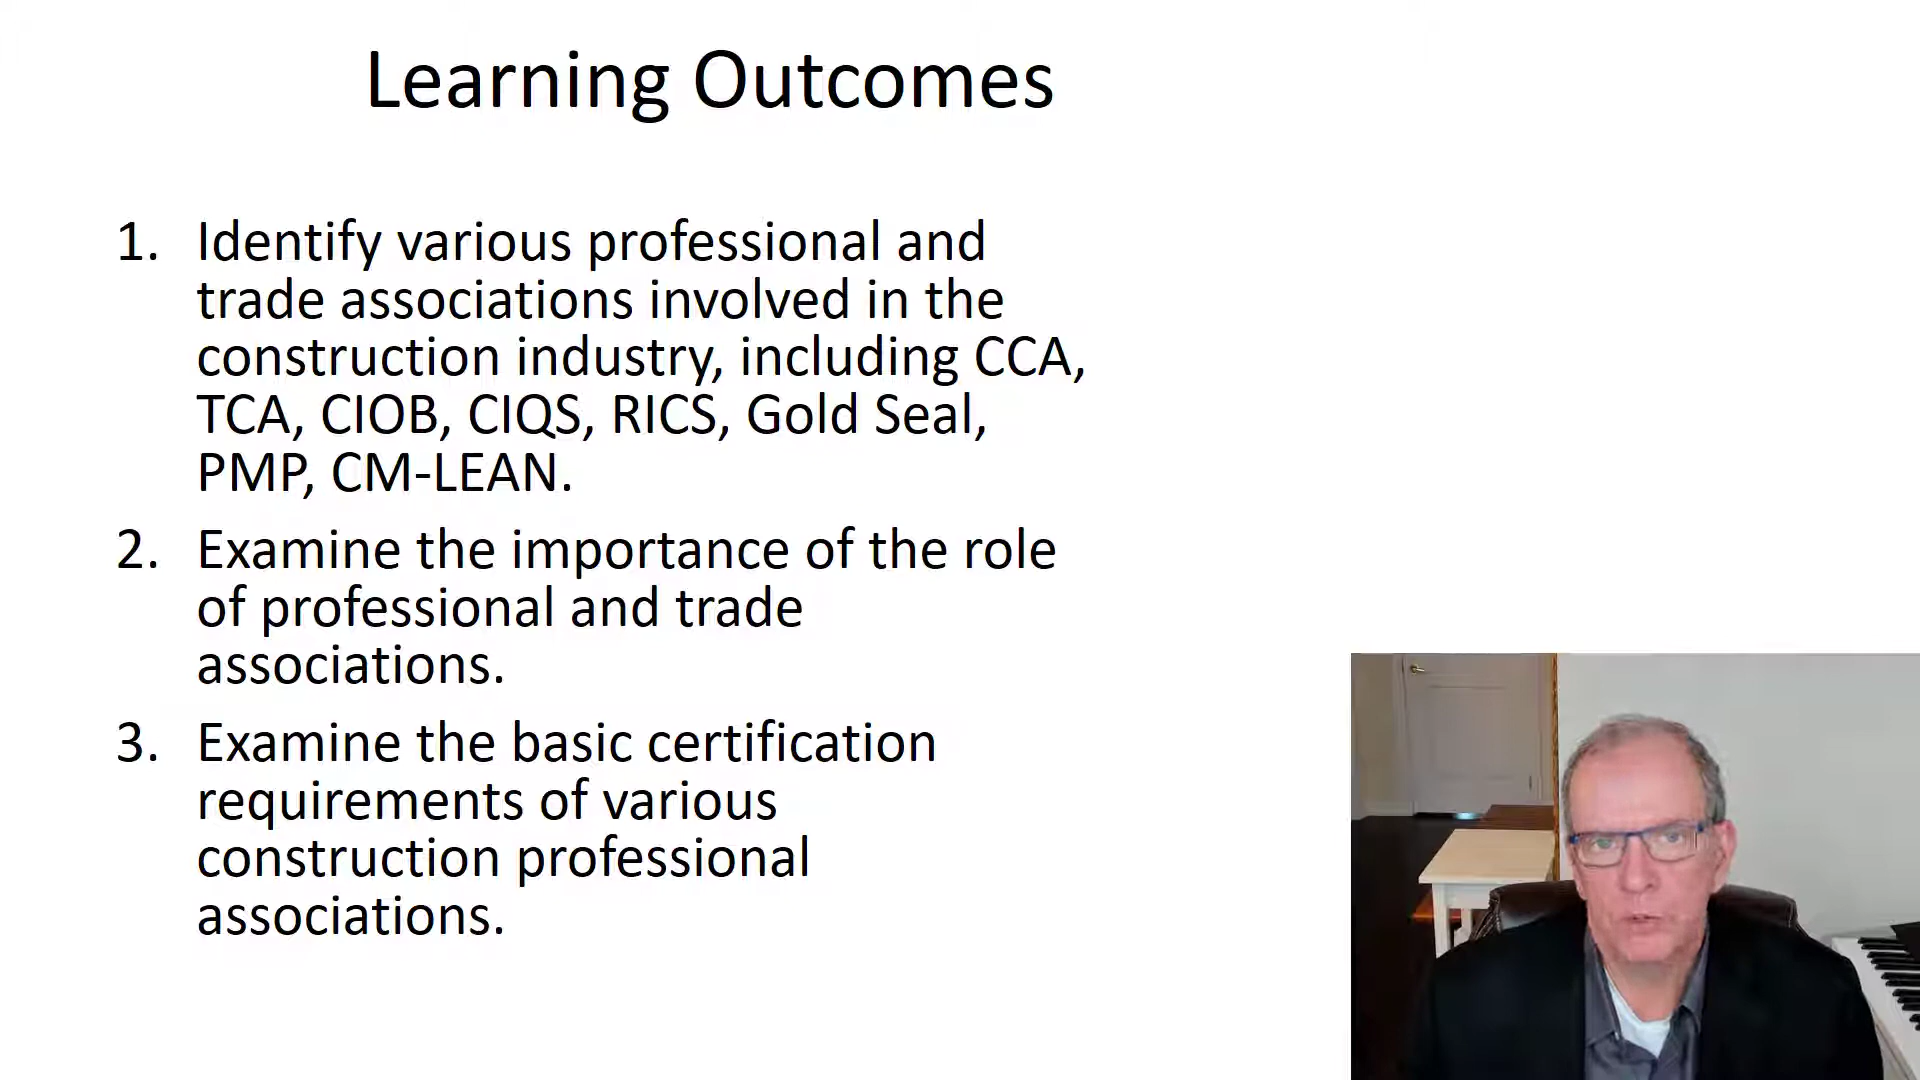 Learning Outcomes
1. Identify various professional and
trade associations involved in the
construction industry, including CCA,
TCA, CIOB, CIQS, RICS, Gold Seal,
PMP, CM-LEAN.
2. Examine the importance of the role
of professional and trade
associations.
3. Examine the basic certification
requirements of various
construction professional
associations.